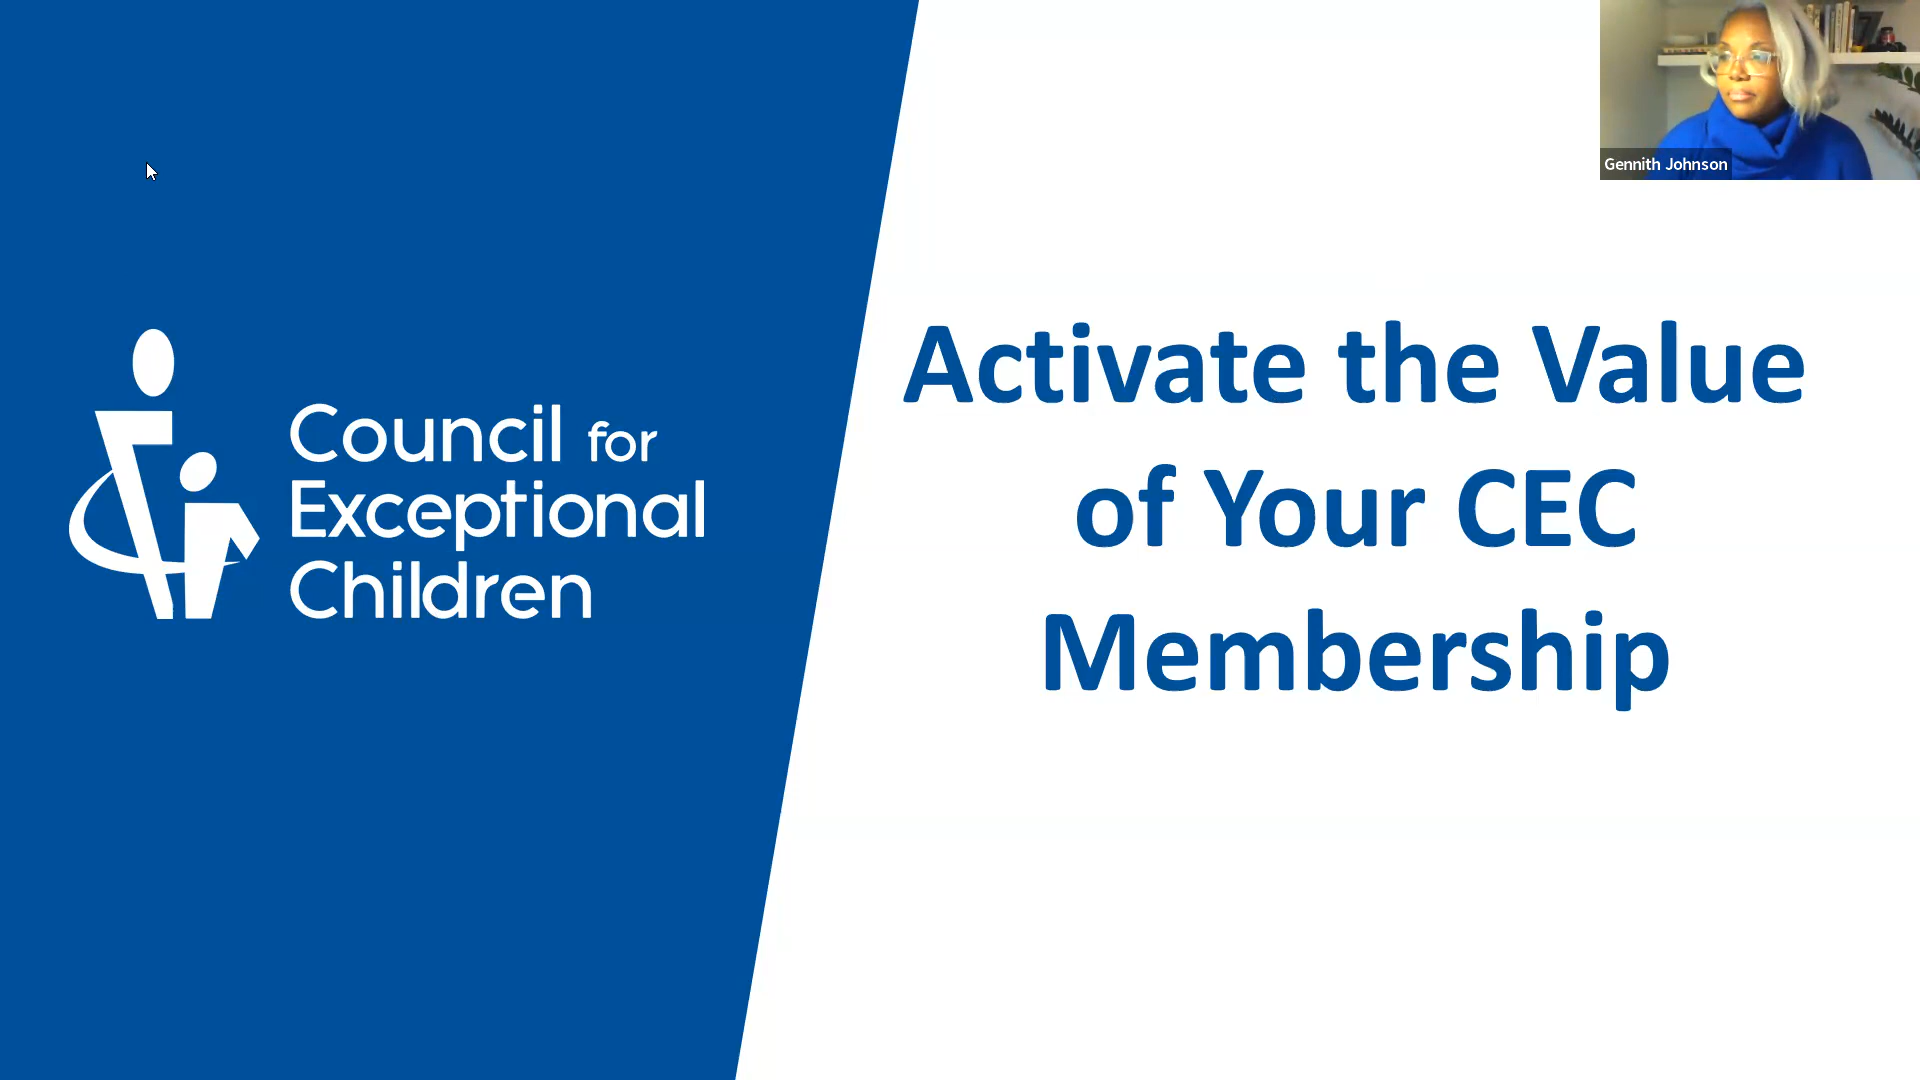 Council for
Exceptional
Children
Activate the Value
of Your CEC
Membership
Gennith Johnson